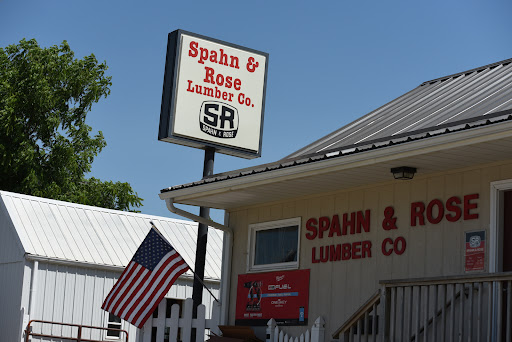 Spahn &
Rose
Lumber Co.
SR
SPAHN & ROSE
SPAHN & ROSE
LUMBER CO